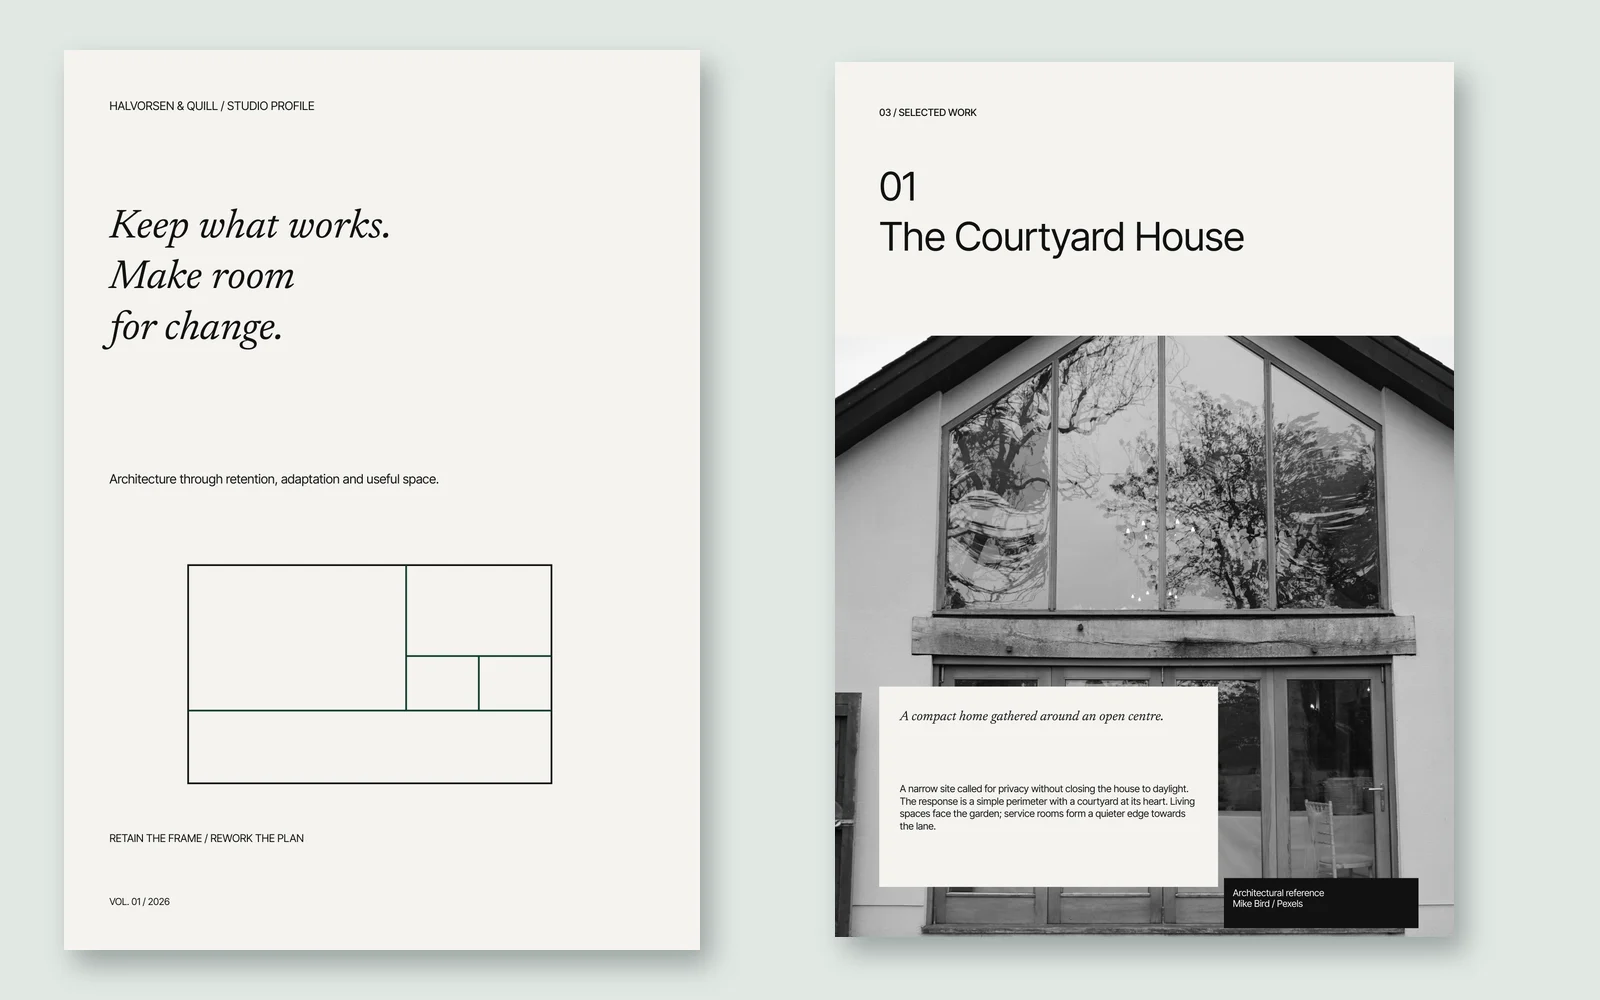 HALVORSEN & QUILL / STUDIO PROFILE
Keep what works.
Make room
for change.
Architecture through retention, adaptation and useful space.
RETAIN THE FRAME / REWORK THE PLAN
VOL. 01 / 2026
03 / SELECTED WORK
01
The Courtyard House
A compact home gathered around an open centre.
A narrow site called for privacy without closing the house to daylight.
The response is a simple perimeter with a courtyard at its heart. Living
spaces face the garden; service rooms form a quieter edge towards
the lane.
Architectural reference
Mike Bird / Pexels